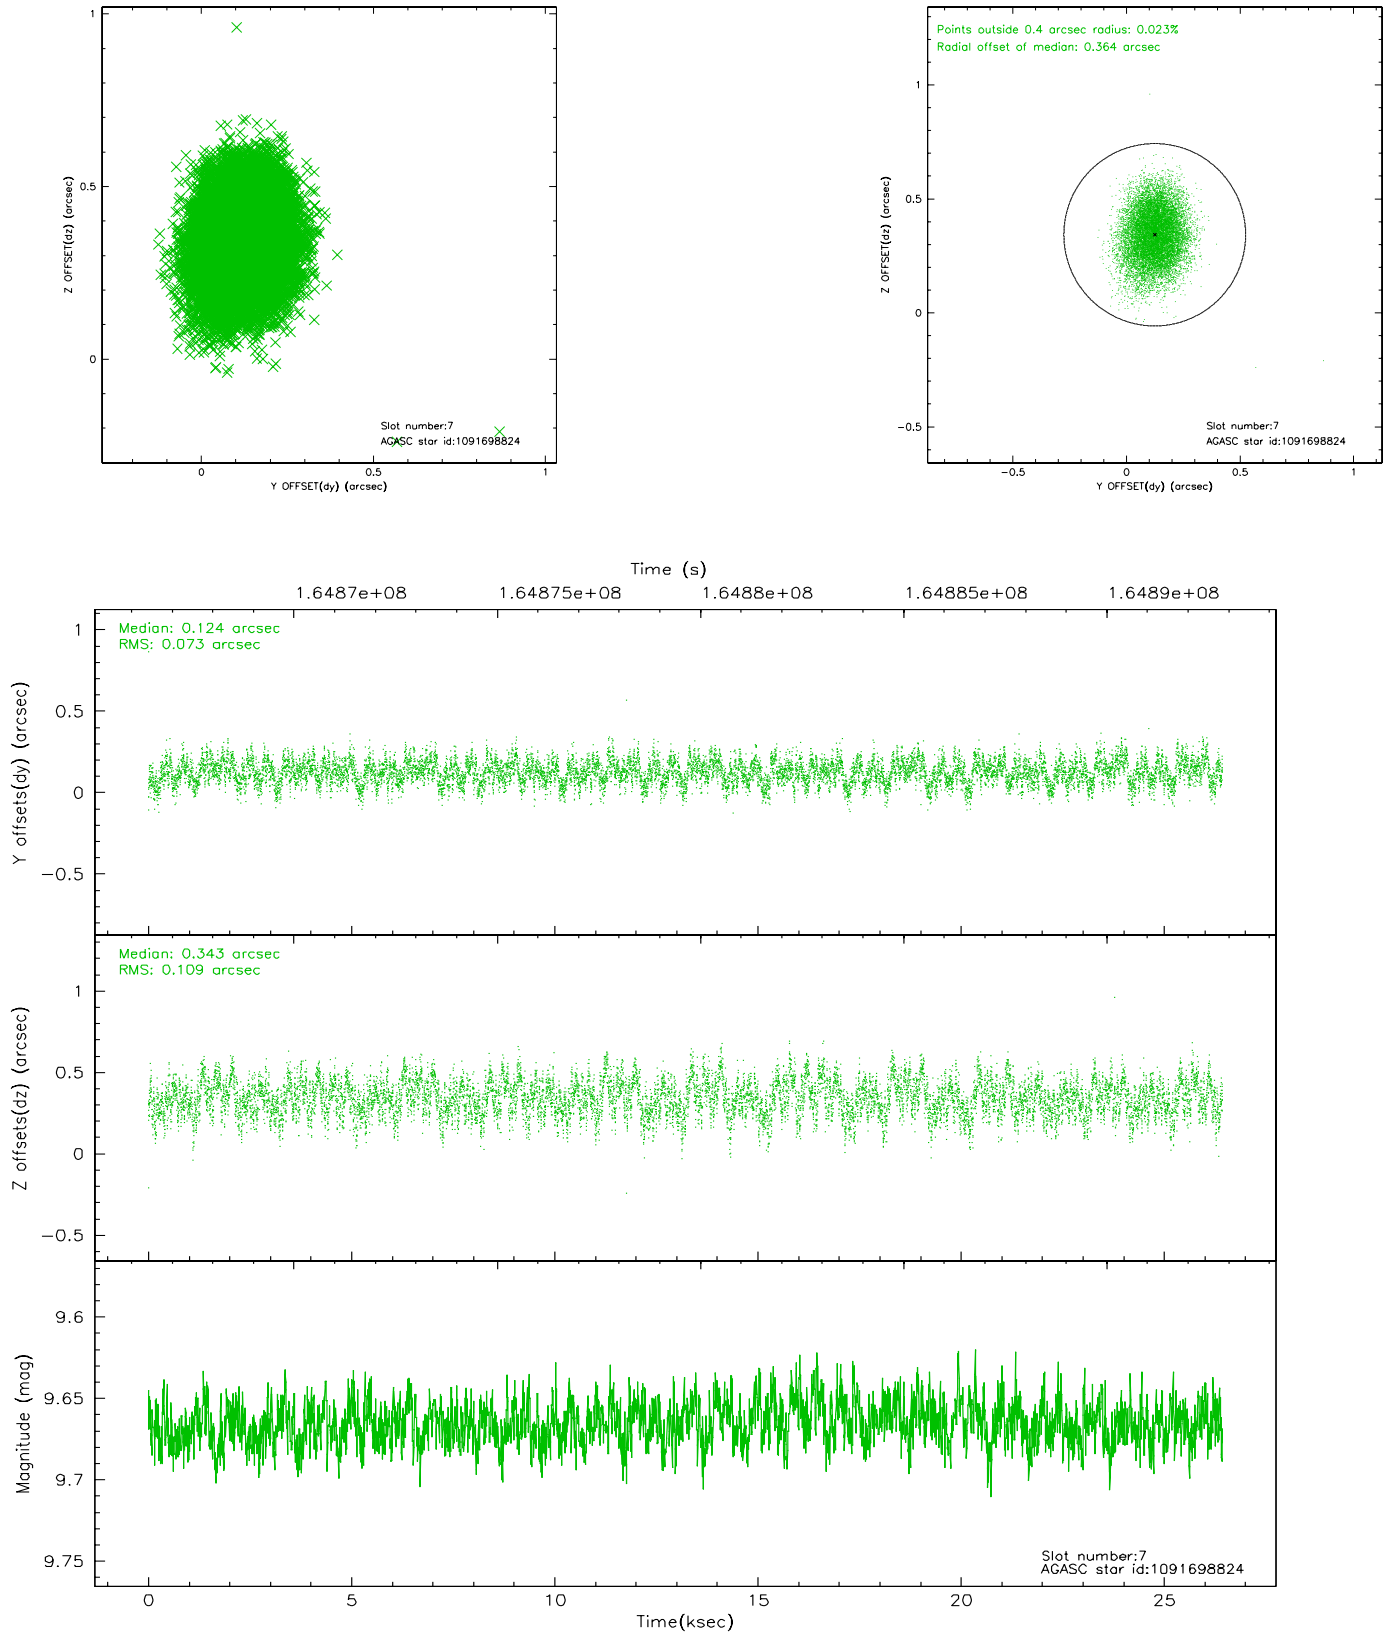 1
0.5
0
Z OFFSET(dz) (arcsec)
0
0.5
1
Y OFFSET(dy) (arcsec)
Slot number:7
AGASC star id:1091698824
Points outside 0.4 arcsec radius: 0.023%
Radial offset of median: 0.364 arcsec
1
0.5
0
−0.5
Z OFFSET(dz) (arcsec)
−0.5
0
0.5
1
Y OFFSET(dy) (arcsec)
Slot number:7
AGASC star id:1091698824
Time (s)
1.6487e+08
1.64875e+08
1.6488e+08
1.64885e+08
1.6489e+08
Median: 0.124 arcsec
RMS: 0.073 arcsec
1
0.5
0
−0.5
Y offsets(dy) (arcsec)
Median: 0.343 arcsec
RMS: 0.109 arcsec
1
0.5
0
−0.5
Z offsets(dz) (arcsec)
9.6
9.65
9.7
9.75
Magnitude (mag)
Slot number:7
AGASC star id:1091698824
0
5
10
15
20
25
Time(ksec)